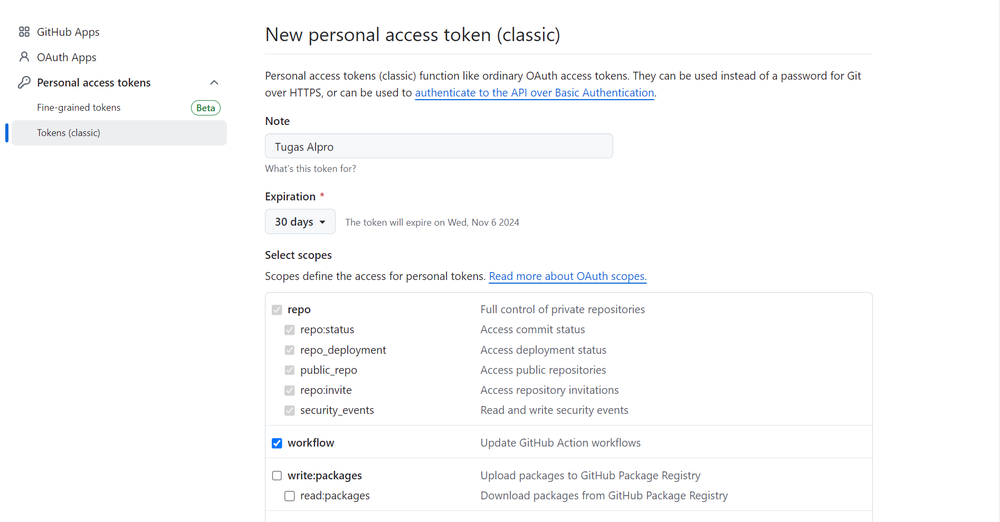 GitHub Apps
OAuth Apps
Personal access tokens
Fine-grained tokens Beta
Tokens (classic)
New personal access token (classic)
Personal access tokens (classic) function like ordinary OAuth access tokens. They can be used instead of a password for Git
over HTTPS, or can be used to authenticate to the API over Basic Authentication.
Note
Tugas Alpro
What's this token for?
Expiration *
30 days The token will expire on Wed, Nov 6 2024
Select scopes
Scopes define the access for personal tokens. Read more about OAuth scopes.
repo Full control of private repositories
repo:status Access commit status
repo_deployment Access deployment status
public_repo Access public repositories
repo:invite Access repository invitations
security_events Read and write security events
workflow Update GitHub Action workflows
write:packages Upload packages to GitHub Package Registry
read:packages Download packages from GitHub Package Registry